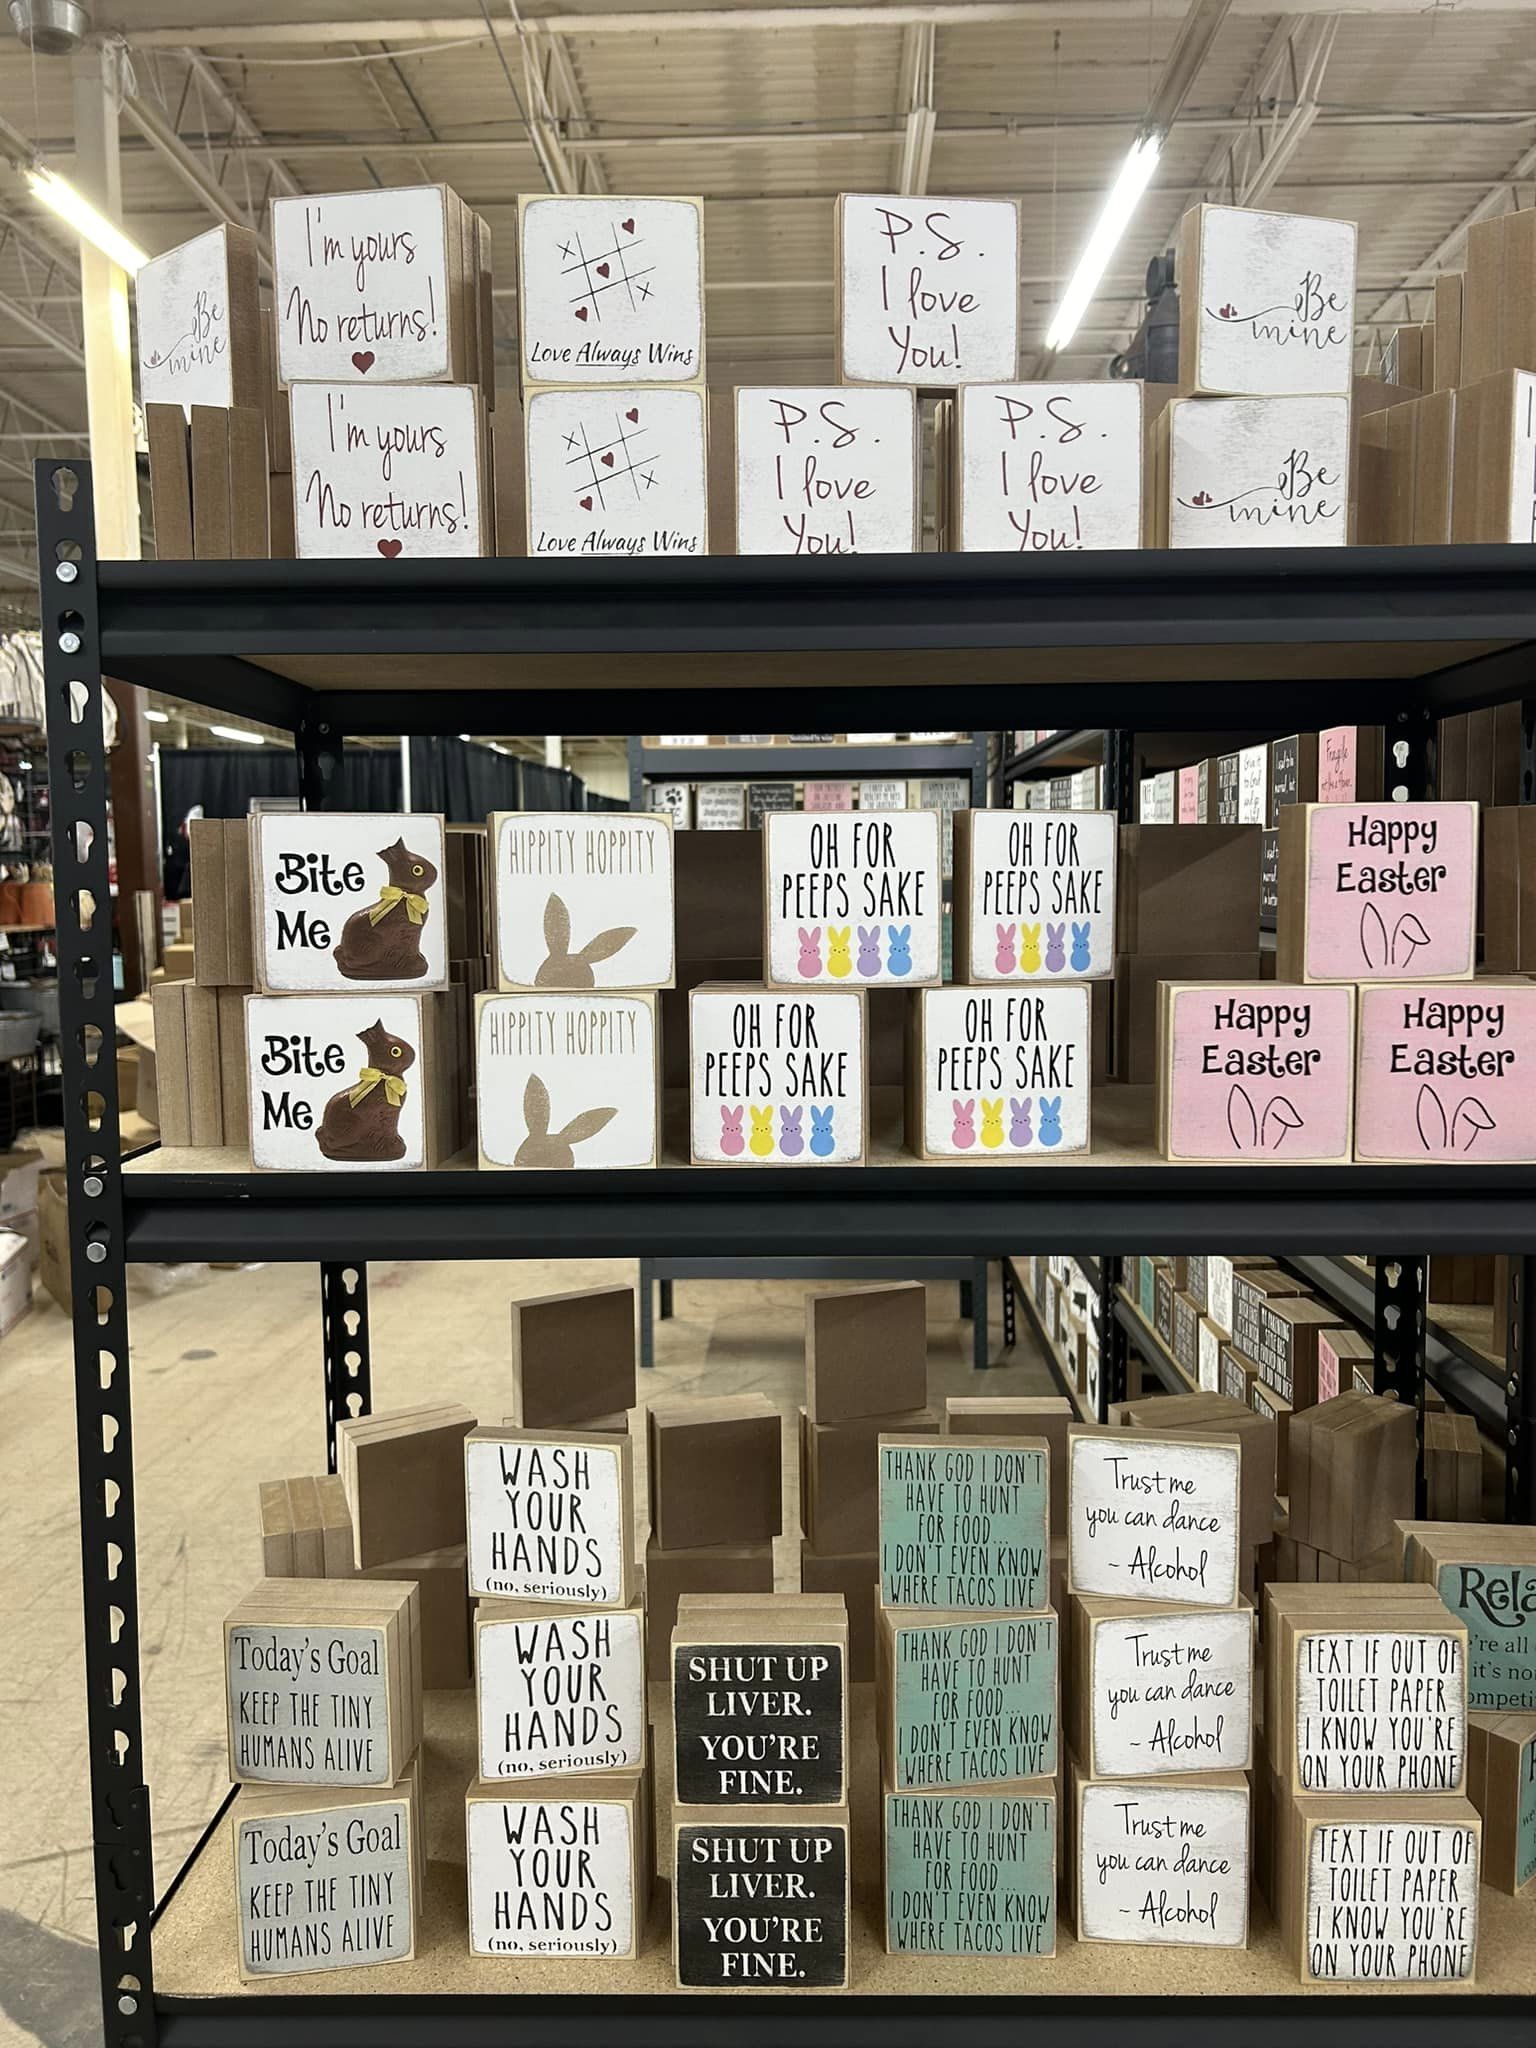 Be
mine
I'm yours
No returns!
Love Always Wins
P.S.
I love
You!
Be
mine
I'm yours
No returns!
Love Always Wins
P.S.
I love
You!
P.S.
I love
You!
Be
mine
Bite
Me
HIPPITY HOPPITY
OH FOR
PEEPS SAKE
OH FOR
PEEPS SAKE
Happy
Easter
Bite
Me
HIPPITY HOPPITY
OH FOR
PEEPS SAKE
OH FOR
PEEPS SAKE
Happy
Easter
Happy
Easter
WASH
YOUR
HANDS
(no, seriously)
THANK GOD I DON'T
HAVE TO HUNT
FOR FOOD...
I DON'T EVEN KNOW
WHERE TACOS LIVE
Trust me
you can dance
~ Alcohol
Today's Goal
KEEP THE TINY
HUMANS ALIVE
WASH
YOUR
HANDS
(no, seriously)
SHUT UP
LIVER.
YOU'RE
FINE.
THANK GOD I DON'T
HAVE TO HUNT
FOR FOOD...
I DON'T EVEN KNOW
WHERE TACOS LIVE
Trust me
you can dance
~ Alcohol
TEXT IF OUT OF
TOILET PAPER
I KNOW YOU'RE
ON YOUR PHONE
Today's Goal
KEEP THE TINY
HUMANS ALIVE
WASH
YOUR
HANDS
(no, seriously)
SHUT UP
LIVER.
YOU'RE
FINE.
THANK GOD I DON'T
HAVE TO HUNT
FOR FOOD...
I DON'T EVEN KNOW
WHERE TACOS LIVE
Trust me
you can dance
~ Alcohol
TEXT IF OUT OF
TOILET PAPER
I KNOW YOU'RE
ON YOUR PHONE